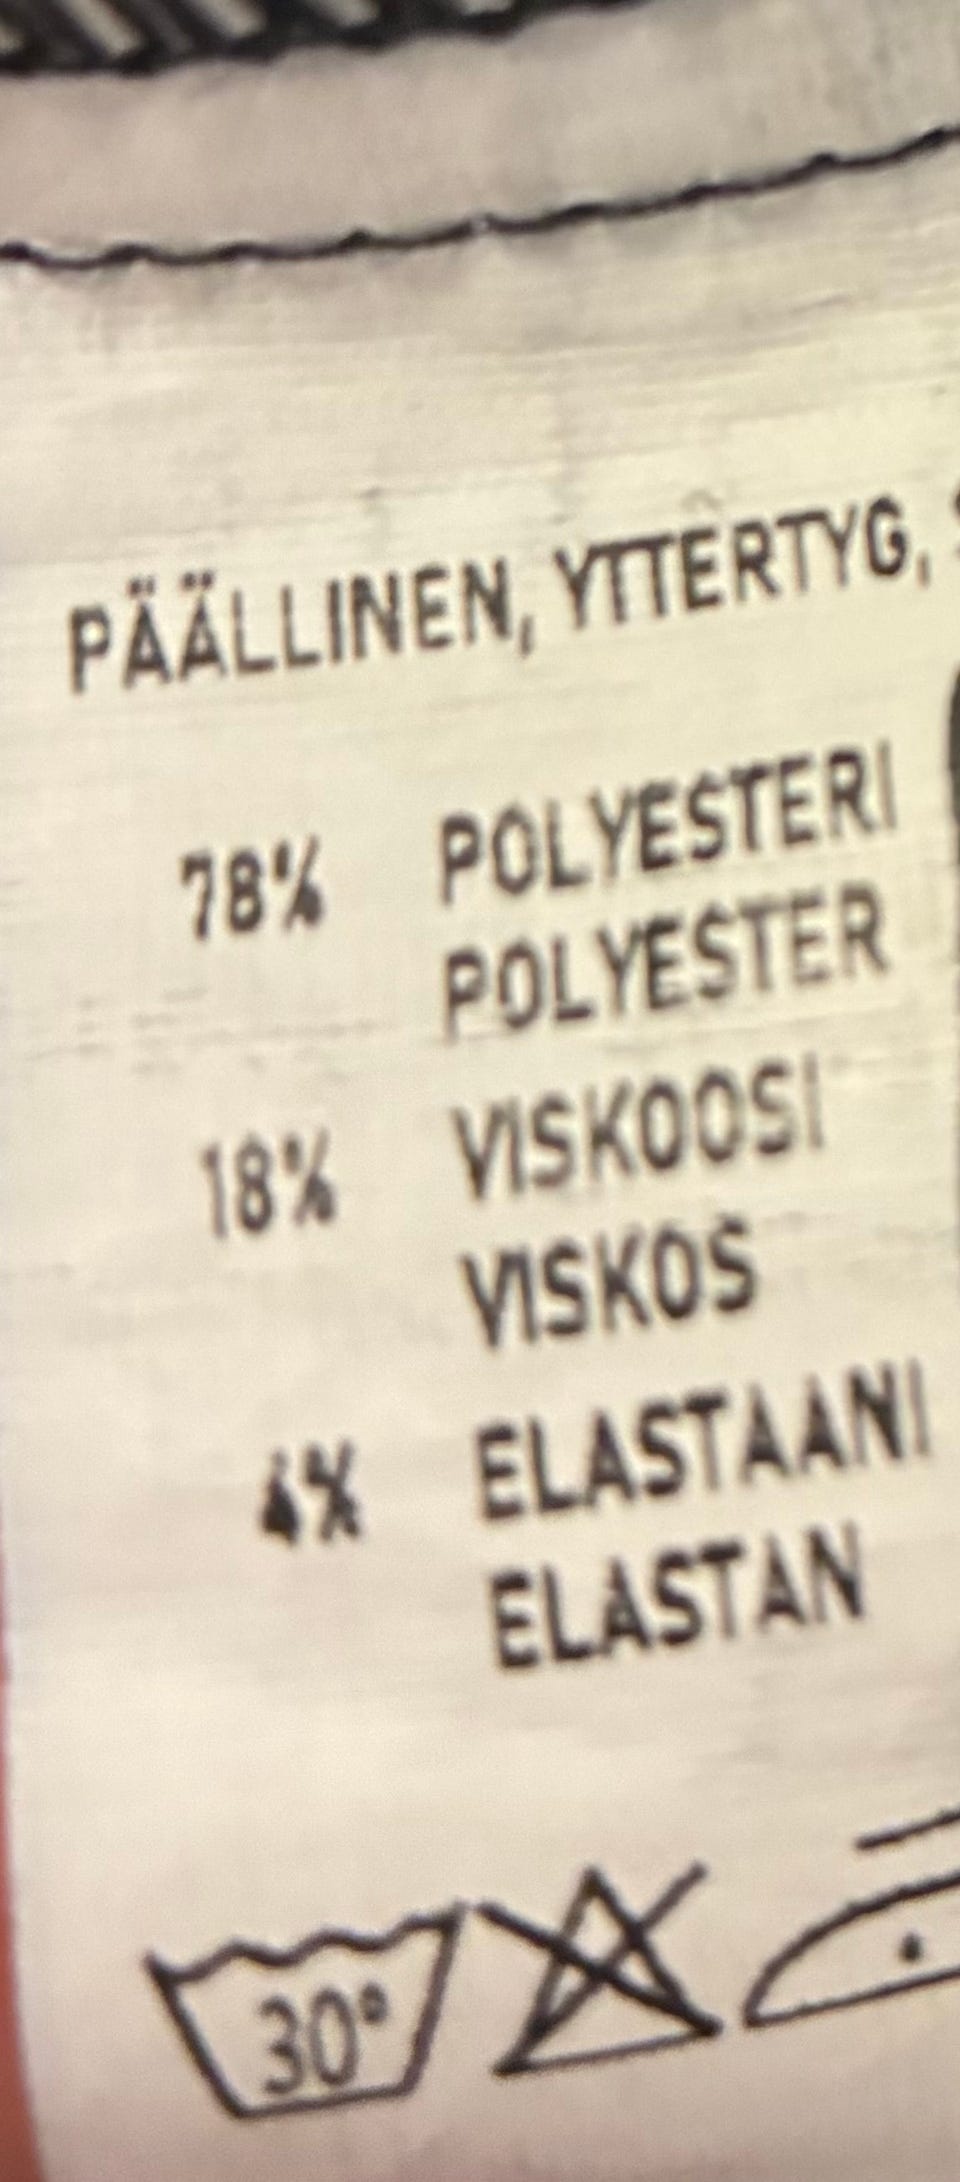 PÄÄLLINEN, YTTERTYG,
78% POLYESTERI
POLYESTER
18% VISKOOSI
VISKOS
4% ELASTAANI
ELASTAN
30°